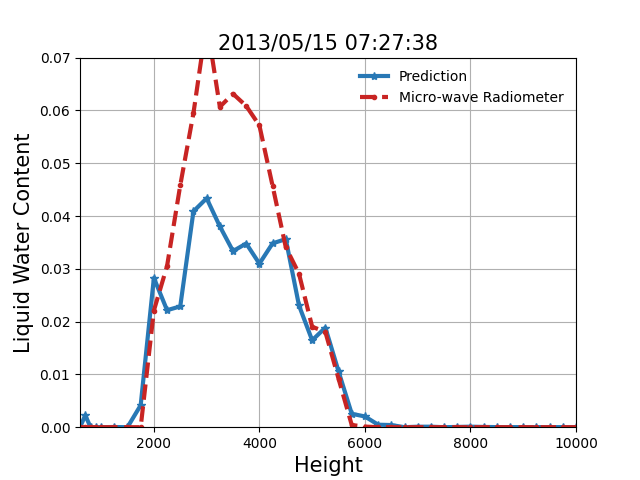 2013/05/15 07:27:38
0.07
0.06
0.05
0.04
0.03
0.02
0.01
0.00
Liquid Water Content
Prediction
Micro-wave Radiometer
2000 4000 6000 8000 10000
Height